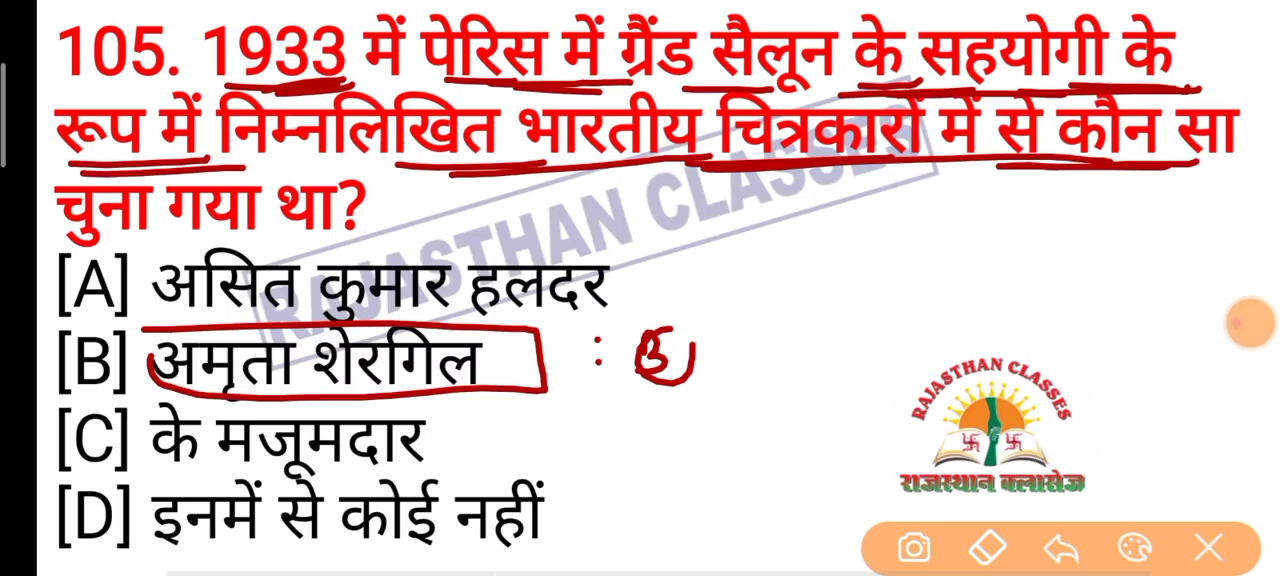 105. 1933 में पेरिस में ग्रैंड सैलून के सहयोगी के
रूप में निम्नलिखित भारतीय चित्रकारों में से कौन सा
चुना गया था?
RAJASTHAN CLASSES
[A] असित कुमार हलदर
[B] अमृता शेरगिल : B
[C] के मजूमदार
[D] इनमें से कोई नहीं
RAJASTHAN CLASSES
राजस्थान क्लासेज